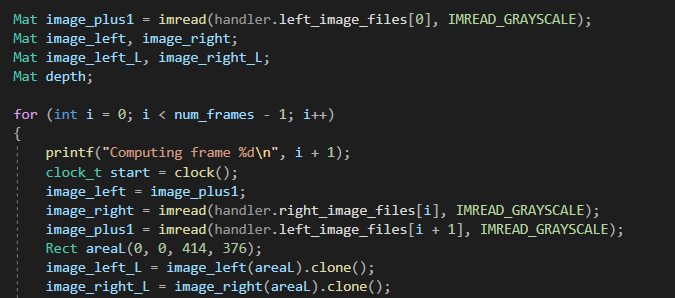 Mat image_plus1 = imread(handler.left_image_files[0], IMREAD_GRAYSCALE);
Mat image_left, image_right;
Mat image_left_L, image_right_L;
Mat depth;
for (int i = 0; i < num_frames - 1; i++)
{
printf("Computing frame %d\n", i + 1);
clock_t start = clock();
image_left = image_plus1;
image_right = imread(handler.right_image_files[i], IMREAD_GRAYSCALE);
image_plus1 = imread(handler.left_image_files[i + 1], IMREAD_GRAYSCALE);
Rect areaL(0, 0, 414, 376);
image_left_L = image_left(areaL).clone();
image_right_L = image_right(areaL).clone();